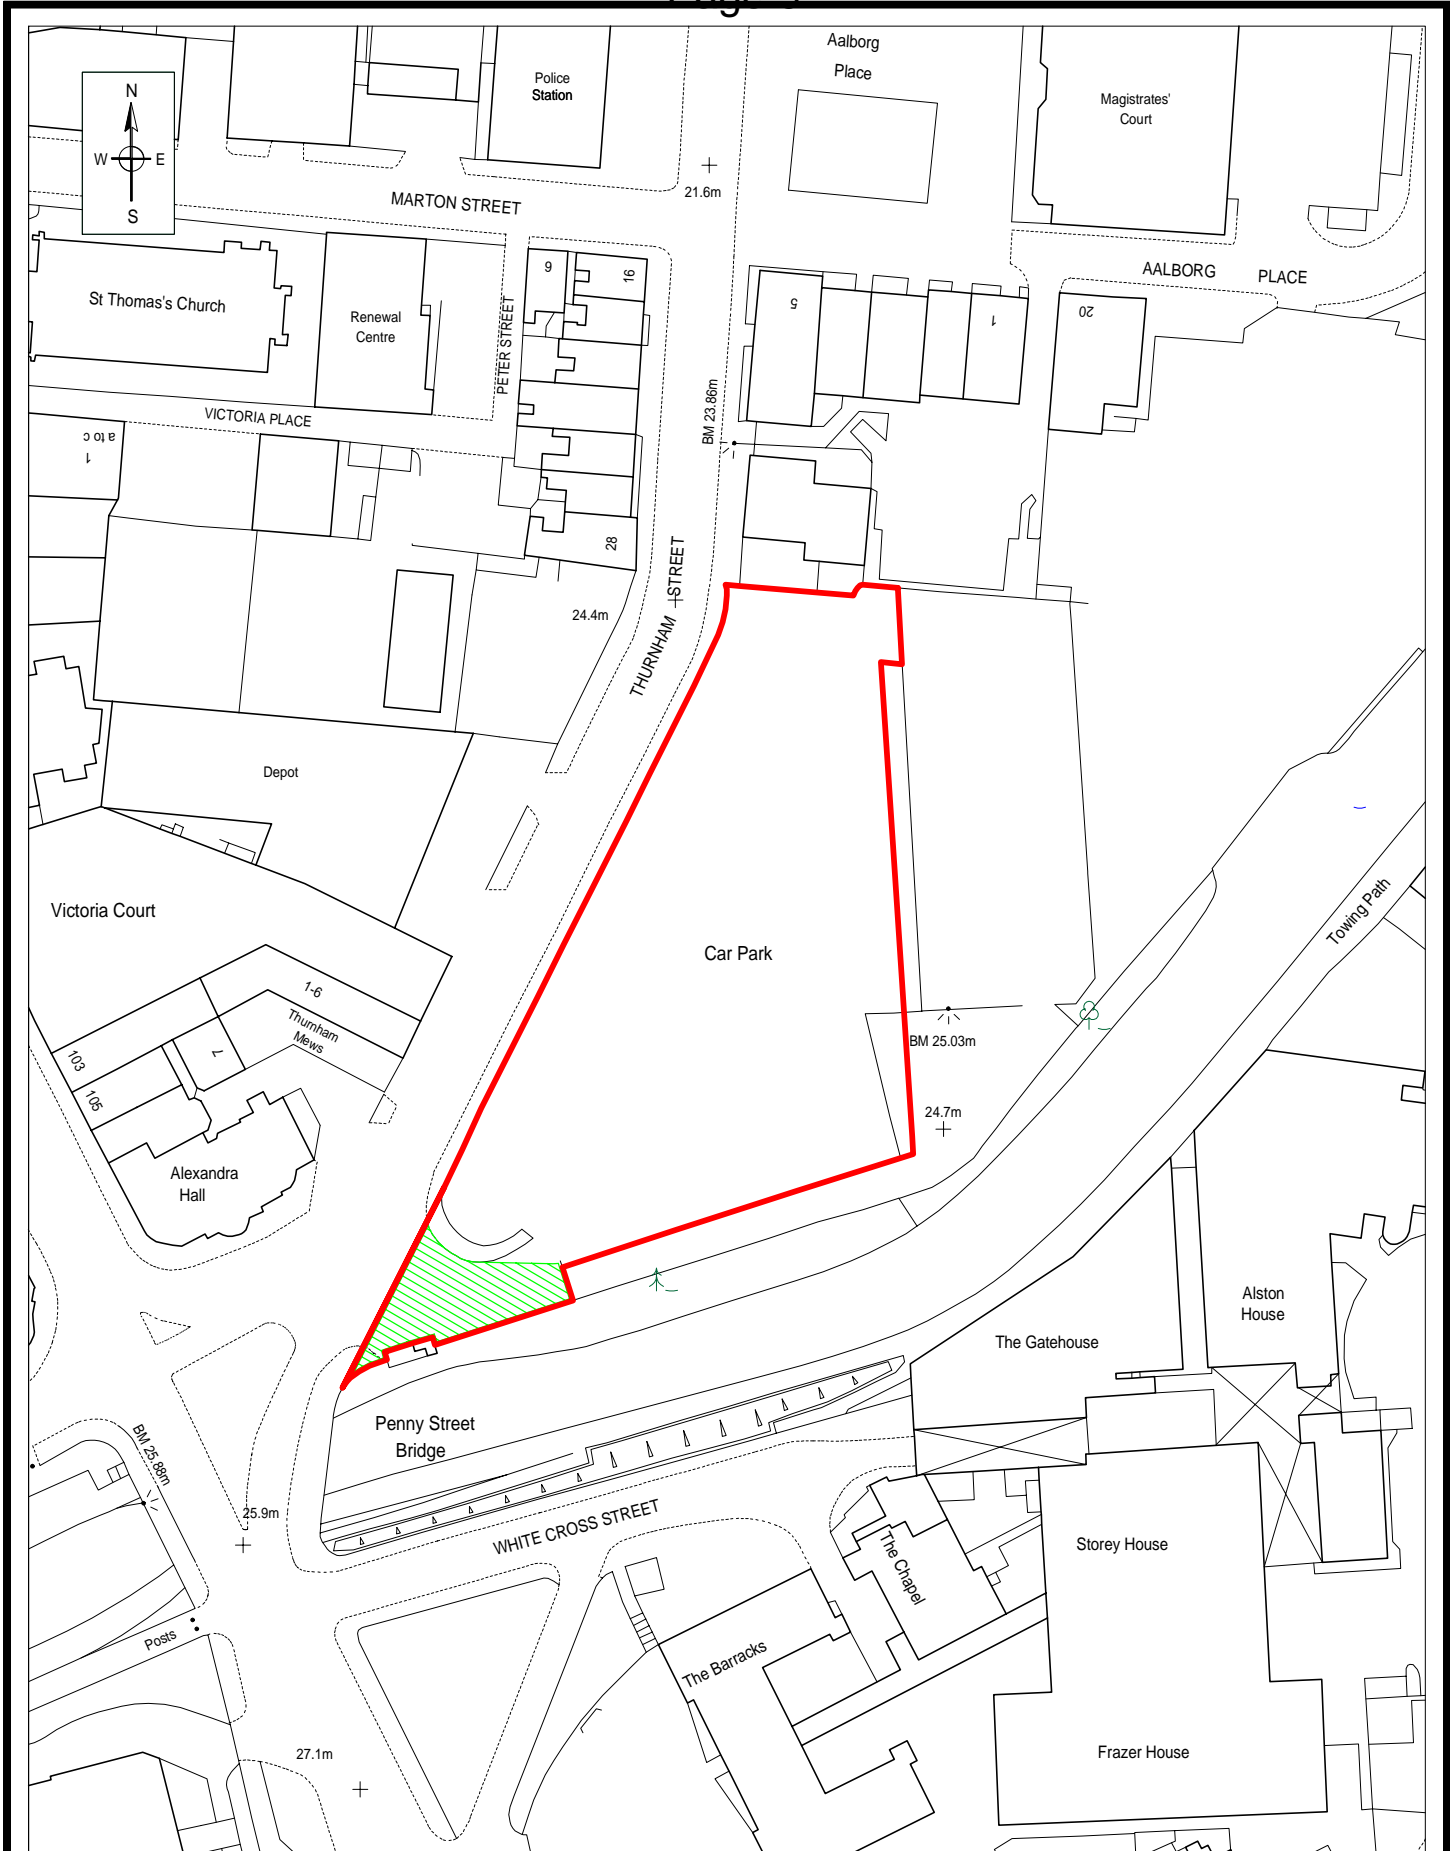 Aalborg
Place
Police
Station
Magistrates'
Court
N
W
E
S
MARTON STREET
21.6m
AALBORG PLACE
St Thomas's Church
Renewal
Centre
PETER STREET
9
16
5
1
20
VICTORIA PLACE
BM 23.86m
1
a to c
28
THURNHAM STREET
24.4m
Depot
Victoria Court
Car Park
Towing Path
1-6
Thurnham
Mews
7
103
105
BM 25.03m
24.7m
Alexandra
Hall
Alston
House
The Gatehouse
Penny Street
Bridge
BM 25.88m
25.9m
WHITE CROSS STREET
The Chapel
Storey House
Posts
The Barracks
27.1m
Frazer House